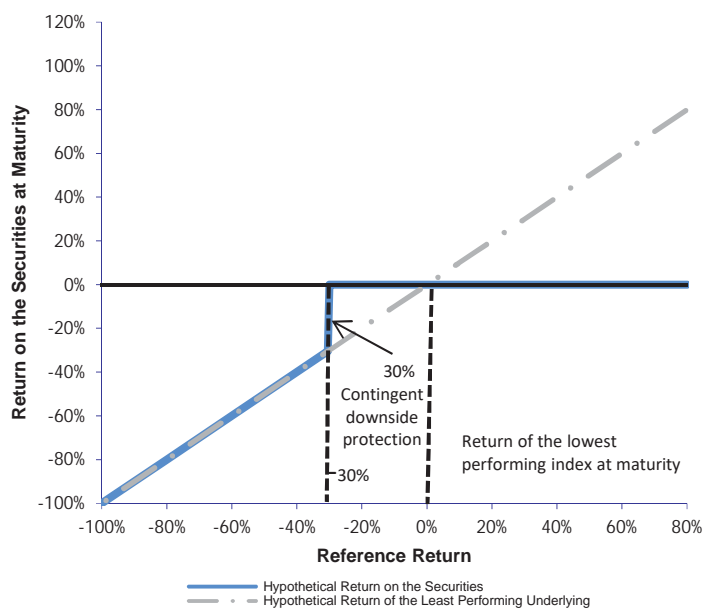 120%
100%
80%
60%
40%
20%
0%
-20%
-40%
-60%
-80%
-100%
Return on the Securities at Maturity
30%
Contingent
downside
protection
-30%
Return of the lowest
performing index at maturity
-100% -80% -60% -40% -20% 0% 20% 40% 60% 80%
Reference Return
Hypothetical Return on the Securities
Hypothetical Return of the Least Performing Underlying